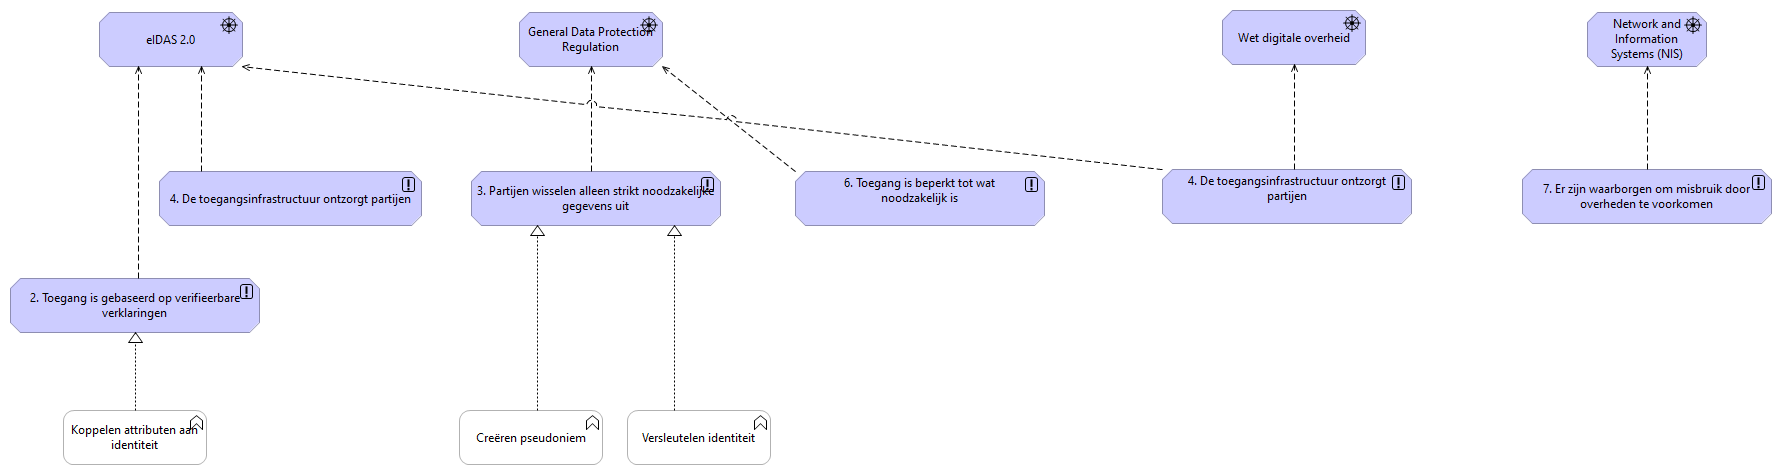 eIDAS 2.0
General Data Protection
Regulation
Wet digitale overheid
Network and
Information
Systems (NIS)
4. De toegangsinfrastructuur ontzorgt partijen
3. Partijen wisselen alleen strikt noodzakelijke
gegevens uit
6. Toegang is beperkt tot wat
noodzakelijk is
4. De toegangsinfrastructuur ontzorgt
partijen
7. Er zijn waarborgen om misbruik door
overheden te voorkomen
2. Toegang is gebaseerd op verifieerbare
verklaringen
Koppelen attributen aan
identiteit
Creëren pseudoniem
Versleutelen identiteit